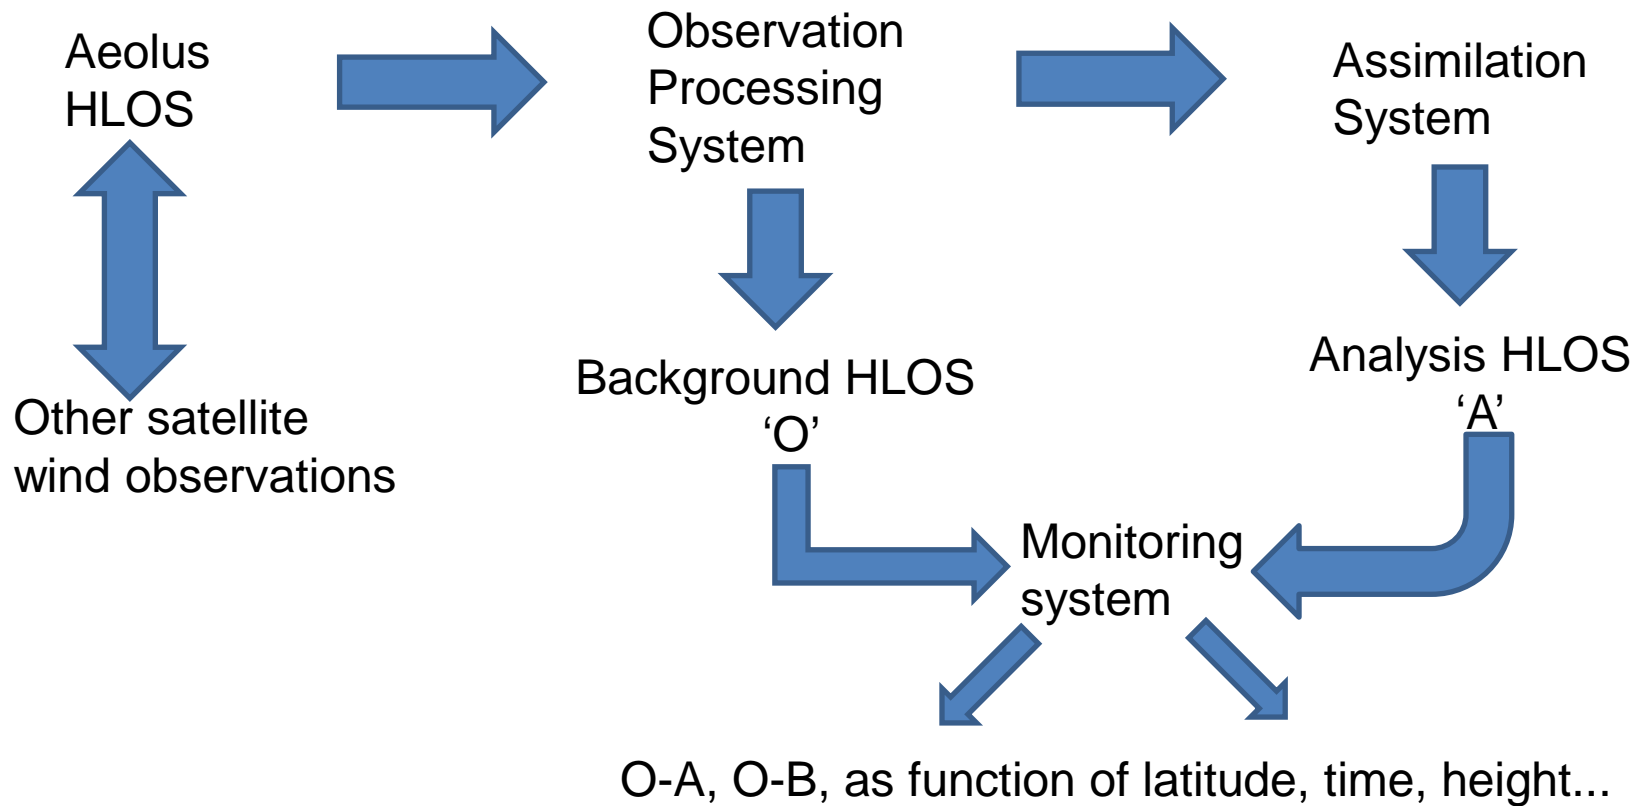 Aeolus
HLOS
Observation
Processing
System
Assimilation
System
Other satellite
wind observations
Background HLOS
‘O’
Analysis HLOS
‘A’
Monitoring
system
O-A, O-B, as function of latitude, time, height...